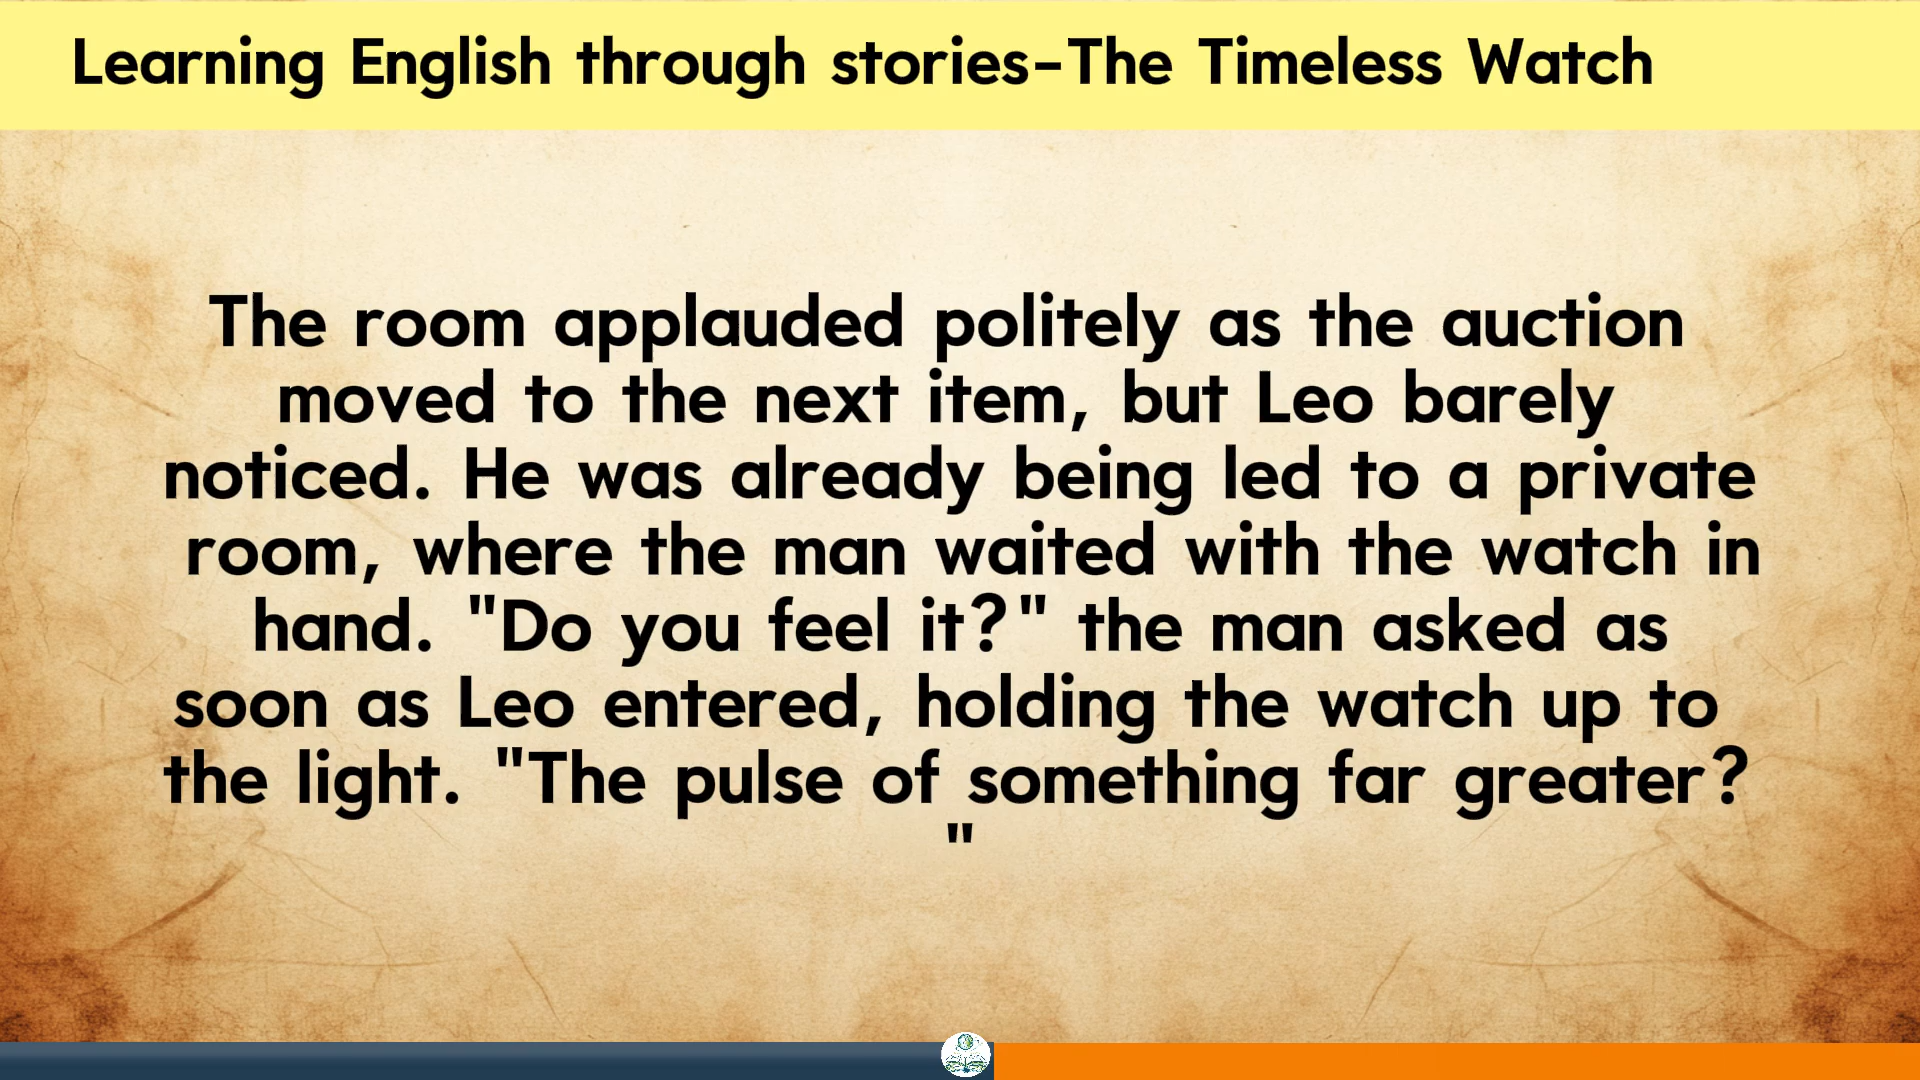 Learning English through stories-The Timeless Watch
The room applauded politely as the auction
moved to the next item, but Leo barely
noticed. He was already being led to a private
room, where the man waited with the watch in
hand. "Do you feel it?" the man asked as
soon as Leo entered, holding the watch up to
the light. "The pulse of something far greater?
"